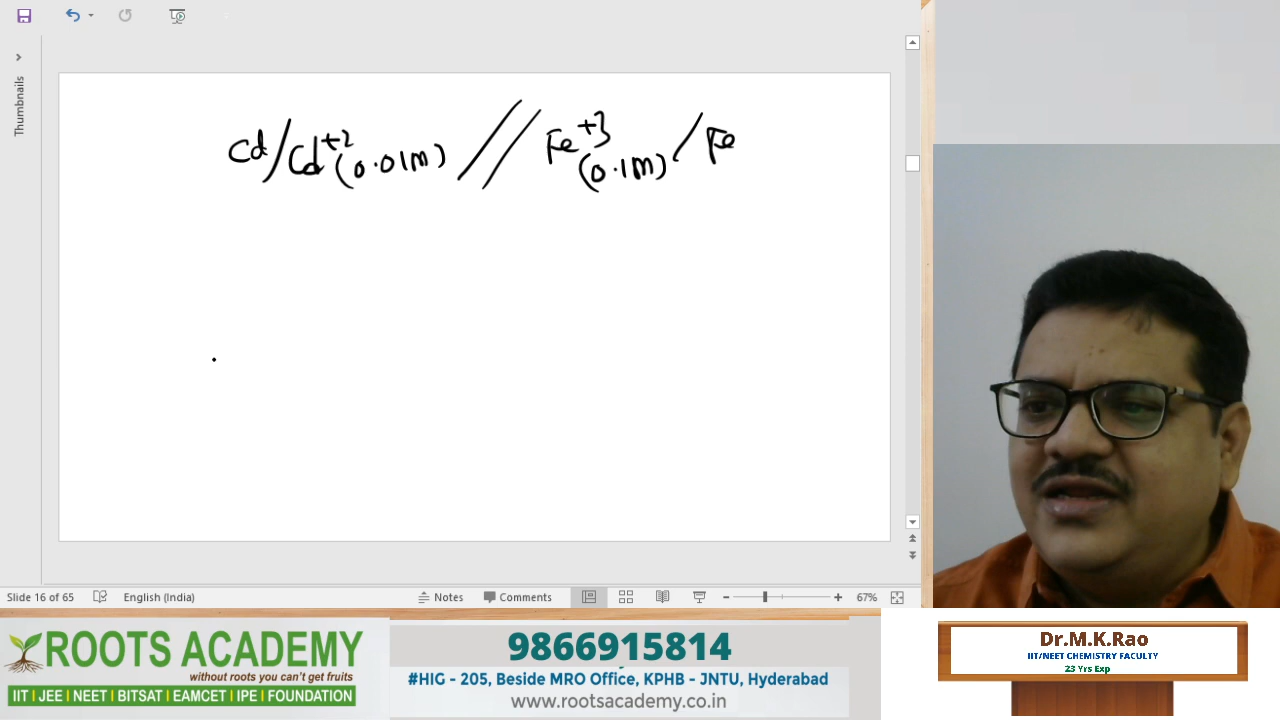 Thumbnails
Cd/Cd+2(0.01M) // Fe+3(0.1M) / Fe
Slide 16 of 65
English (India)
Notes
Comments
67%
ROOTS ACADEMY
without roots you can't get fruits
IIT I JEE I NEET I BITSAT I EAMCET I IPE I FOUNDATION
9866915814
#HIG - 205, Beside MRO Office, KPHB - JNTU, Hyderabad
www.rootsacademy.co.in
Dr.M.K.Rao
IIT/NEET CHEMISTRY FACULTY
23 Yrs Exp